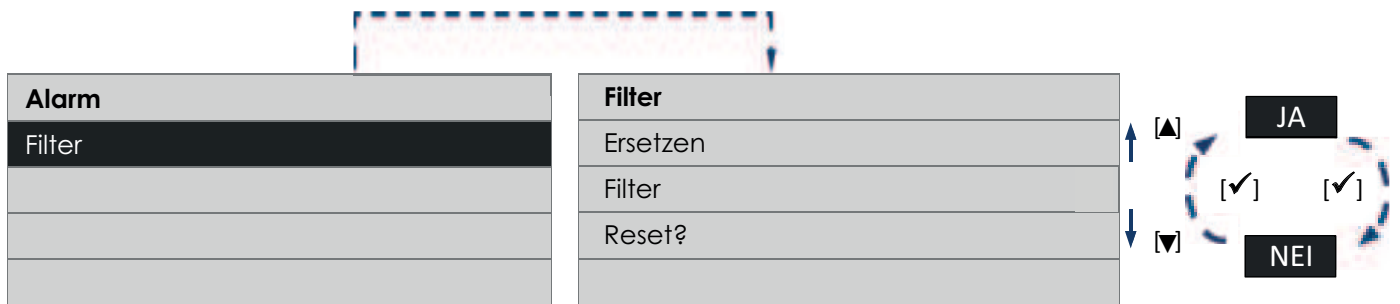 Alarm
Filter
Filter
Ersetzen
Filter
Reset?
[▲]
[▼]
JA
[✔] [✔]
NEI